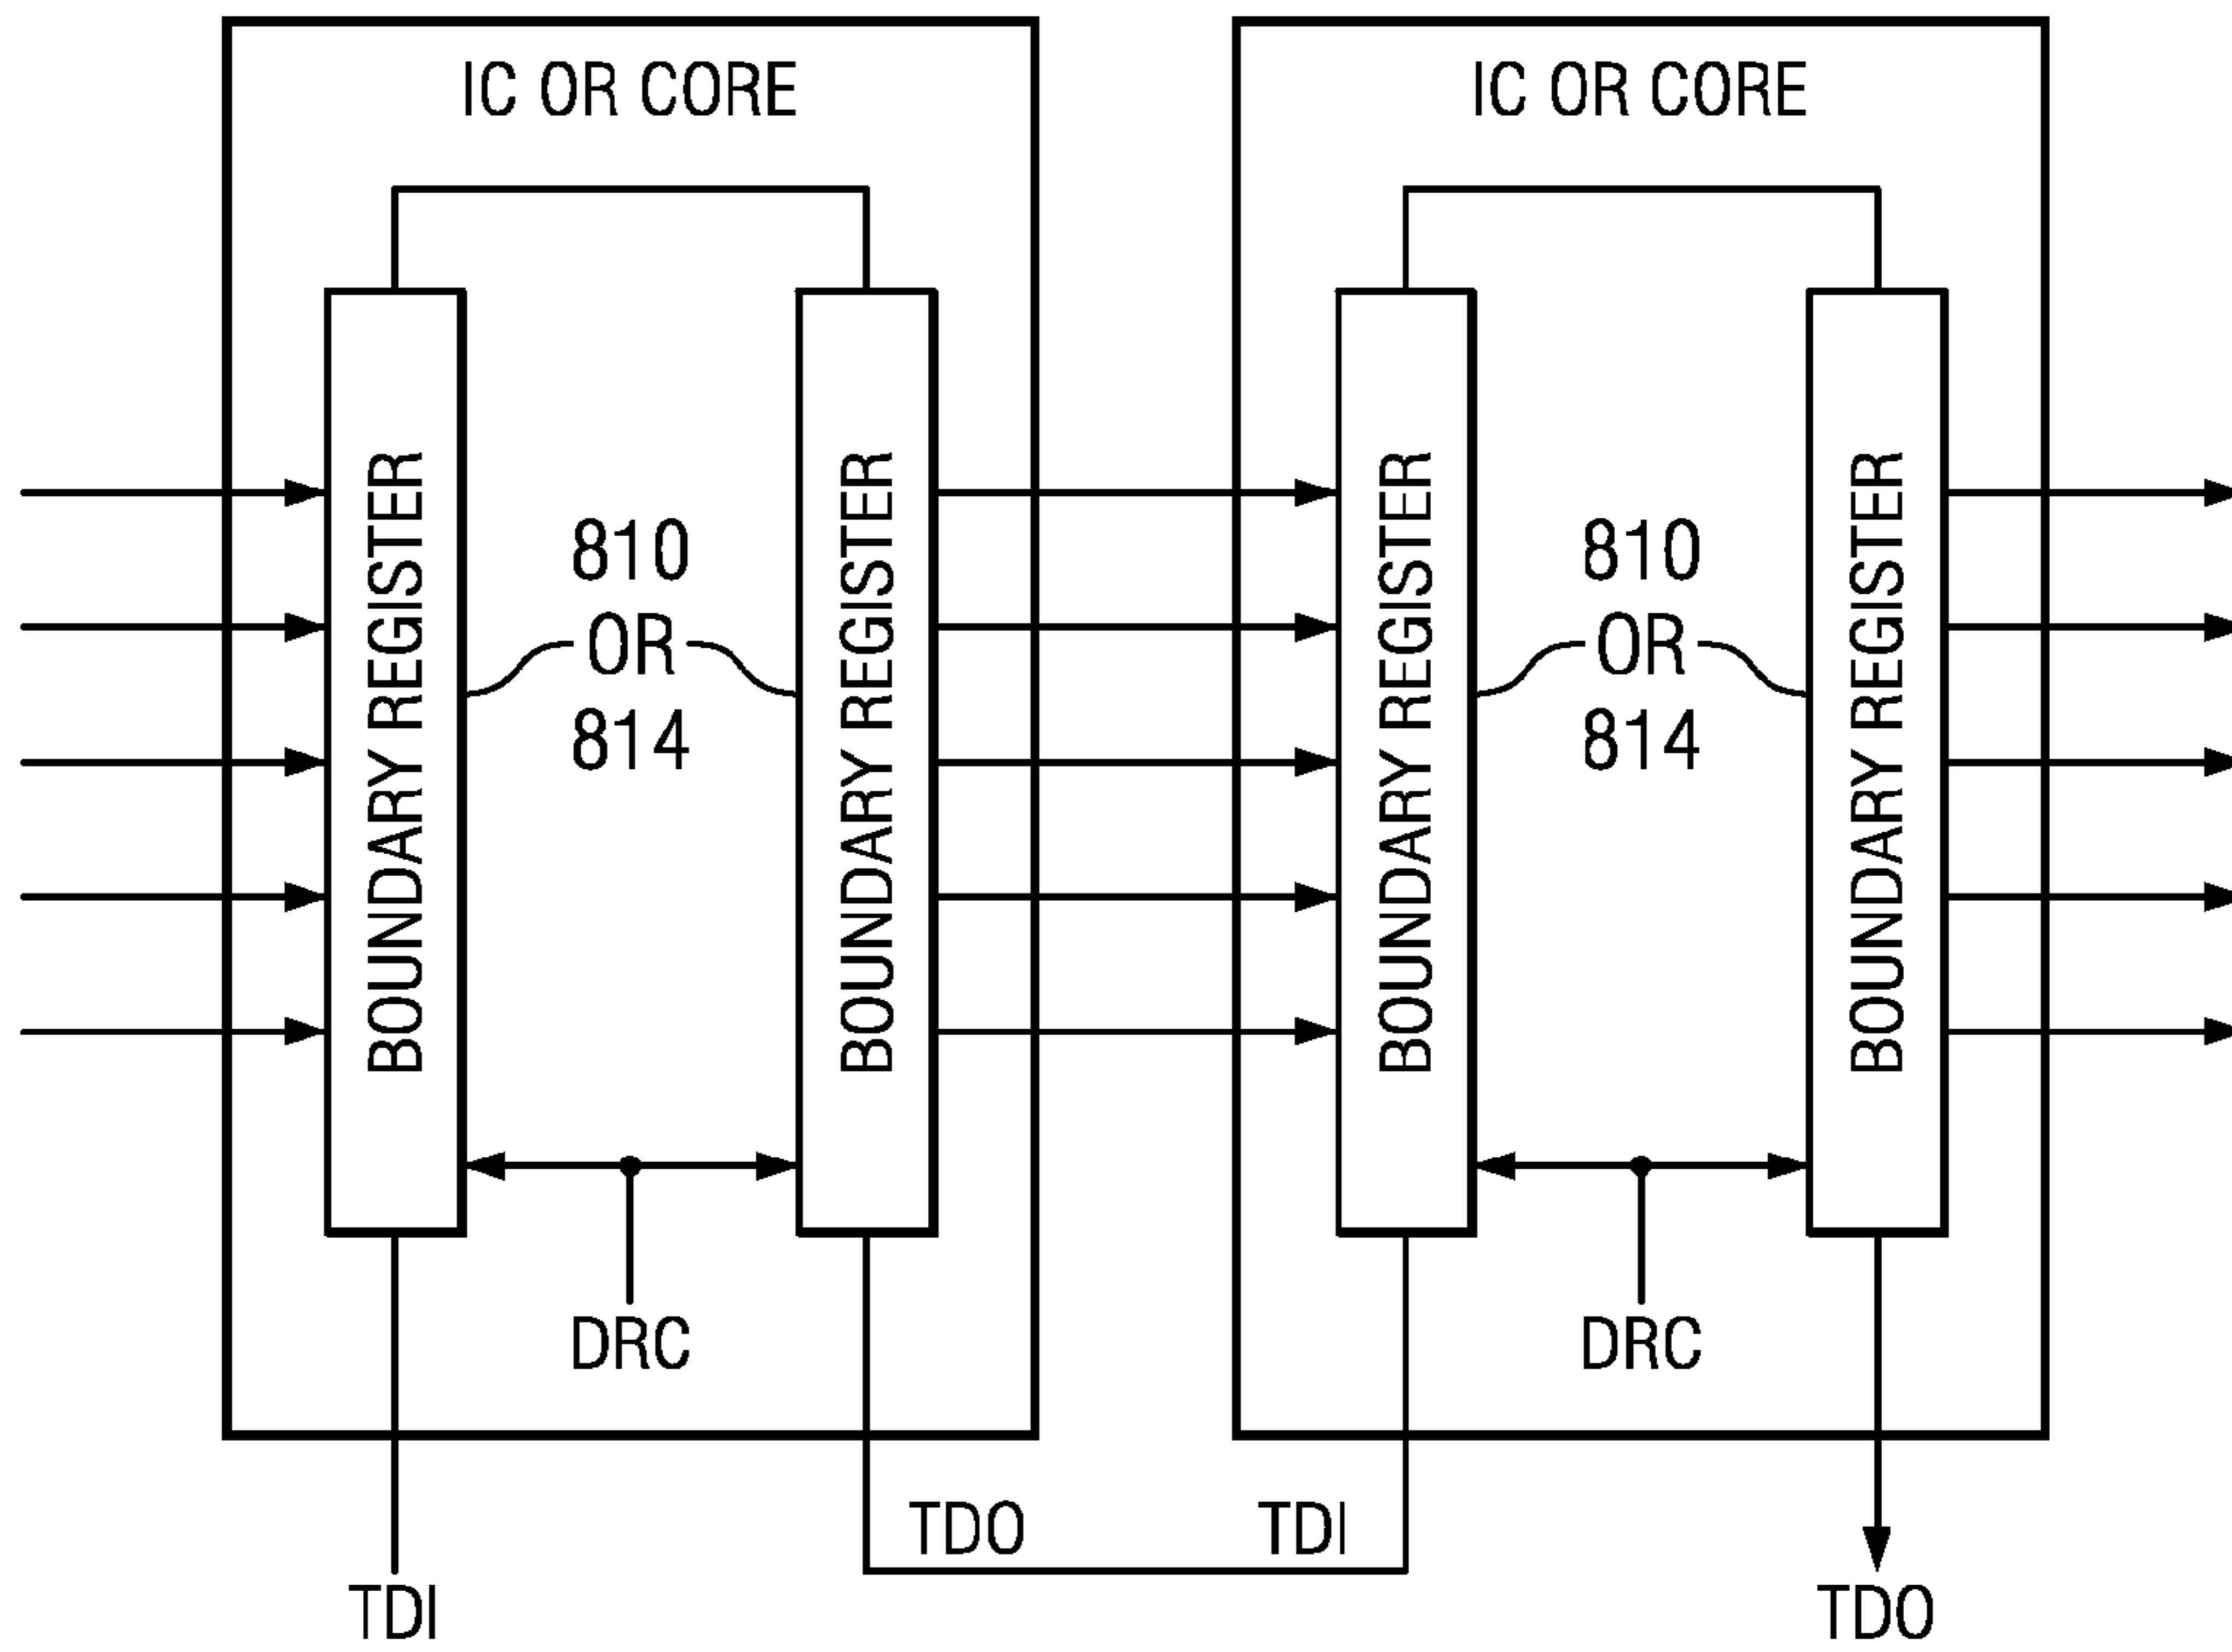 IC OR CORE
IC OR CORE
BOUNDARY REGISTER
810
OR
814
BOUNDARY REGISTER
BOUNDARY REGISTER
810
OR
814
BOUNDARY REGISTER
DRC
DRC
TDO
TDI
TDI
TDO